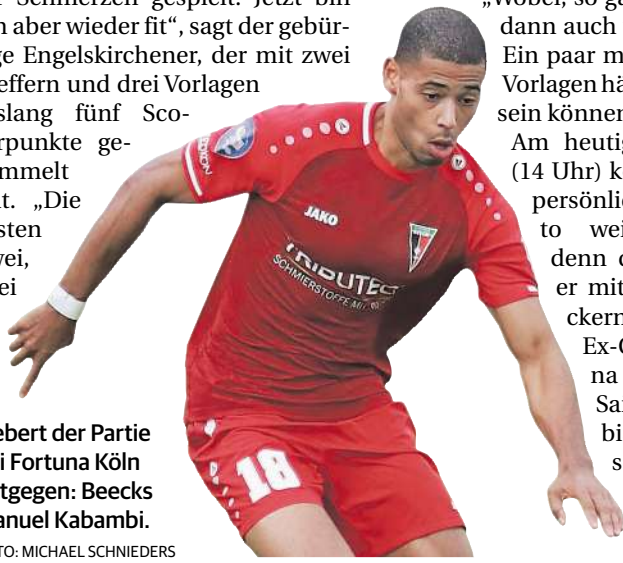 Schmerzen gespielt. Jetzt bin
h aber wieder fit“, sagt der gebür-
ge Engelskirchener, der mit zwei
effern und drei Vorlagen
slang fünf Sco-
rpunkte ge-
mmelt
t. „Die
sten
wei,
ei
ebert der Partie
i Fortuna Köln
tgegen: Beecks
anuel Kabambi.
TO: MICHAEL SCHNIEDERS
JAKO
TRIBUTEC
SCHMIERSTOFFE MIT
18
„Wobei, so ga
dann auch
Ein paar m
Vorlagen hä
sein können
Am heutig
(14 Uhr) k
persönlic
to wei
denn d
er mit
ckern
Ex-C
na
Sar
bi
s